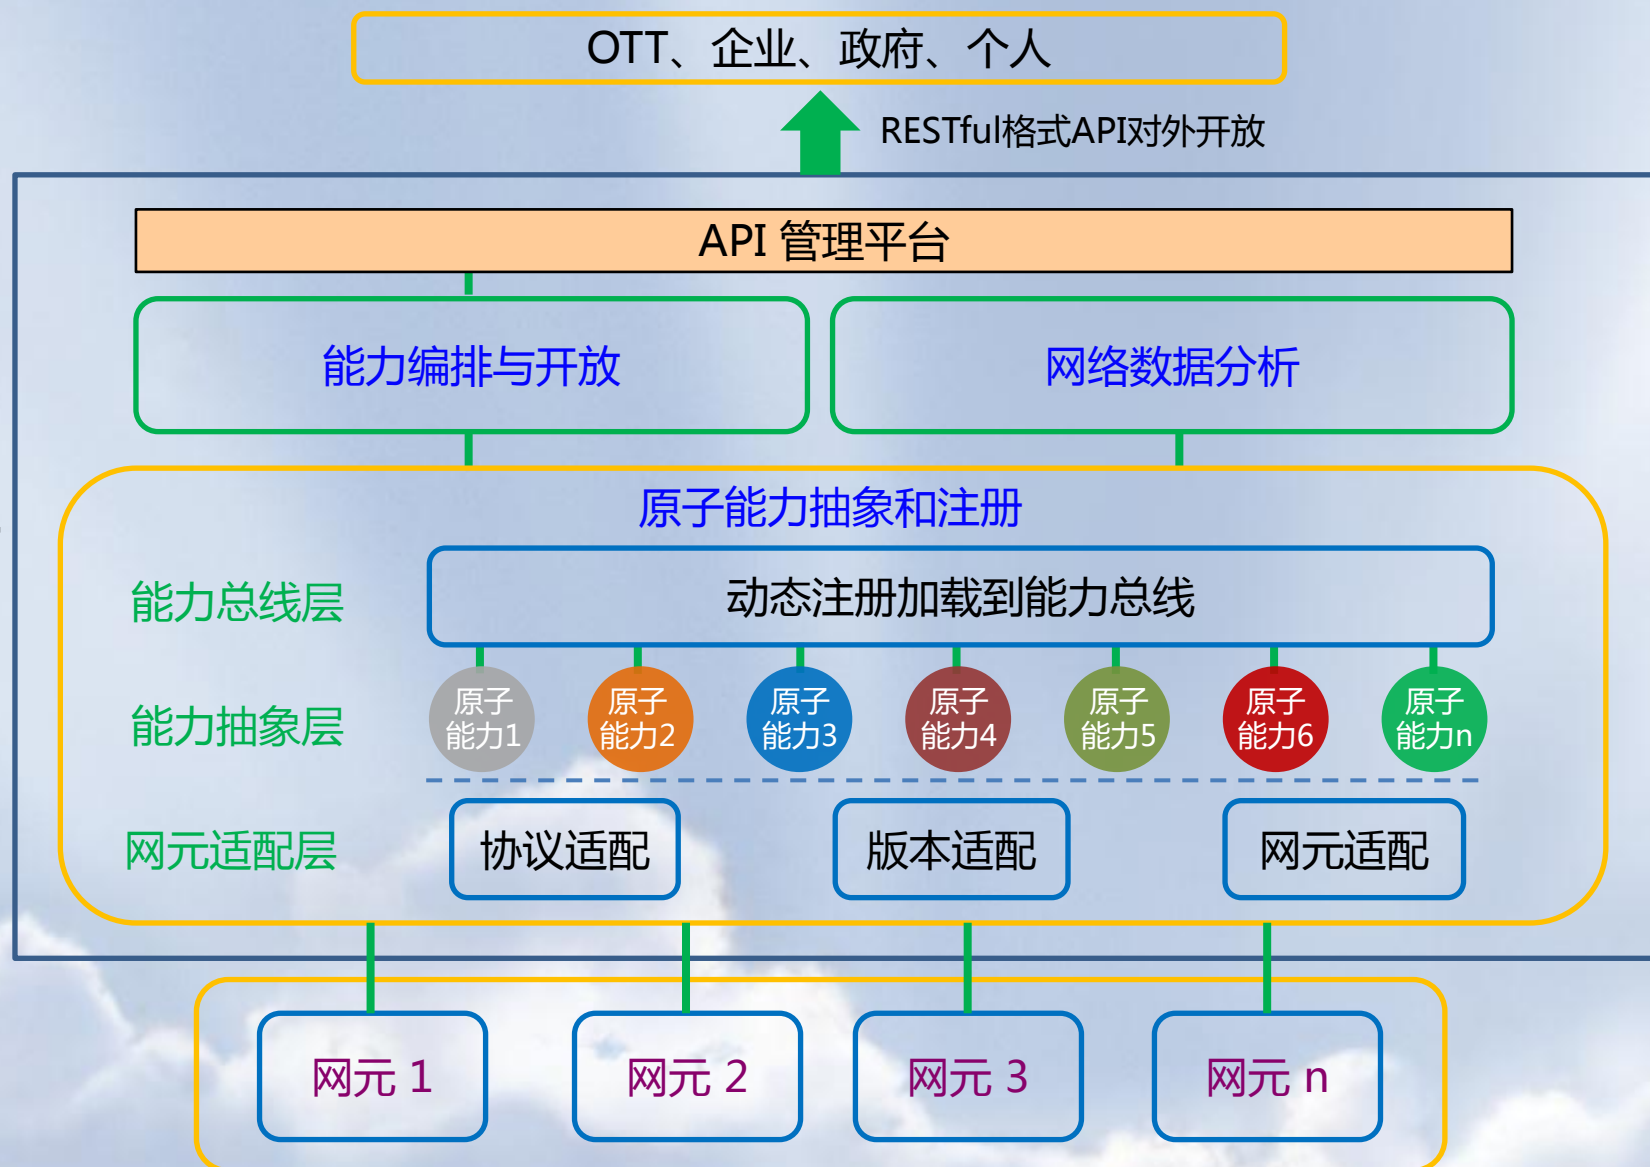 OTT、企业、政府、个人
RESTful格式API对外开放
API 管理平台
能力编排与开放
网络数据分析
原子能力抽象和注册
能力总线层
动态注册加载到能力总线
能力抽象层
原子
能力1
原子
能力2
原子
能力3
原子
能力4
原子
能力5
原子
能力6
原子
能力n
网元适配层
协议适配
版本适配
网元适配
网元 1
网元 2
网元 3
网元 n